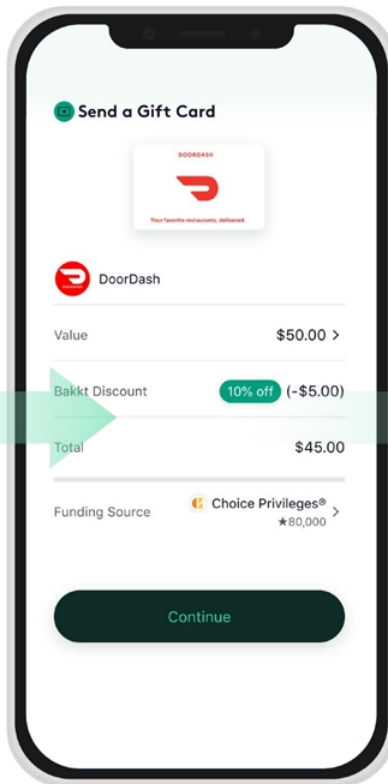 Send a Gift Card
DOORDASH
Your favorite restaurants, delivered.
DOORDASH
DoorDash
Value $50.00 >
Bakkt Discount 10% off (-$5.00)
Total $45.00
Funding Source Choice Privileges® >
★80,000
Continue